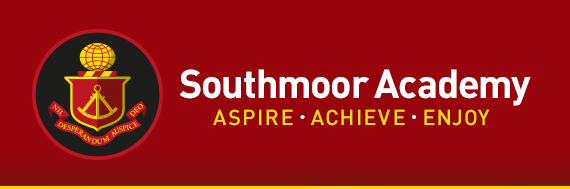 NIL DESPERANDUM AUSPICE DEO
Southmoor Academy
ASPIRE • ACHIEVE • ENJOY